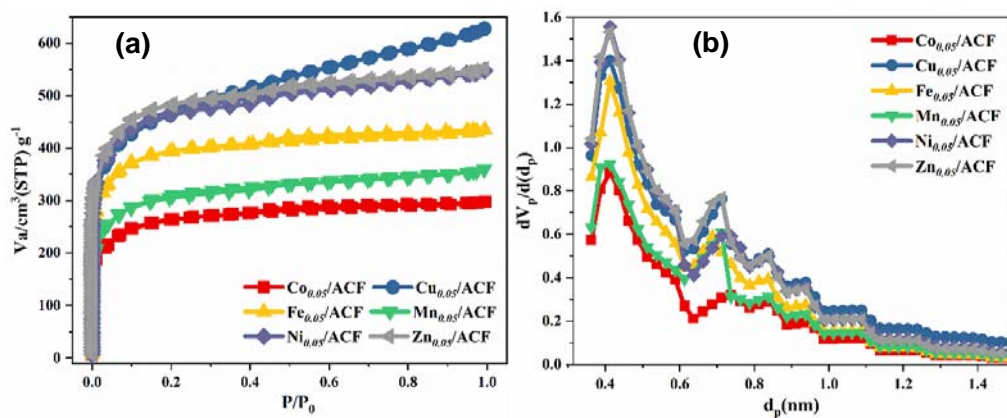 (a)
600
500
400
300
200
100
0
Va/cm³(STP) g⁻¹
Co0.05/ACF Cu0.05/ACF
Fe0.05/ACF Mn0.05/ACF
Ni0.05/ACF Zn0.05/ACF
0.0 0.2 0.4 0.6 0.8 1.0
P/P0
(b)
1.6
1.4
1.2
1.0
0.8
0.6
0.4
0.2
0.0
dVp/d(dp)
Co0.05/ACF
Cu0.05/ACF
Fe0.05/ACF
Mn0.05/ACF
Ni0.05/ACF
Zn0.05/ACF
0.4 0.6 0.8 1.0 1.2 1.4
dp(nm)